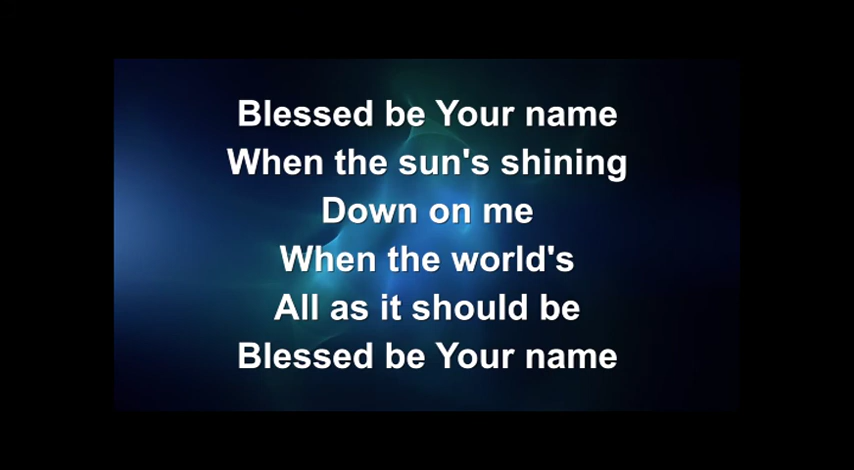 Blessed be Your name
When the sun's shining
Down on me
When the world's
All as it should be
Blessed be Your name